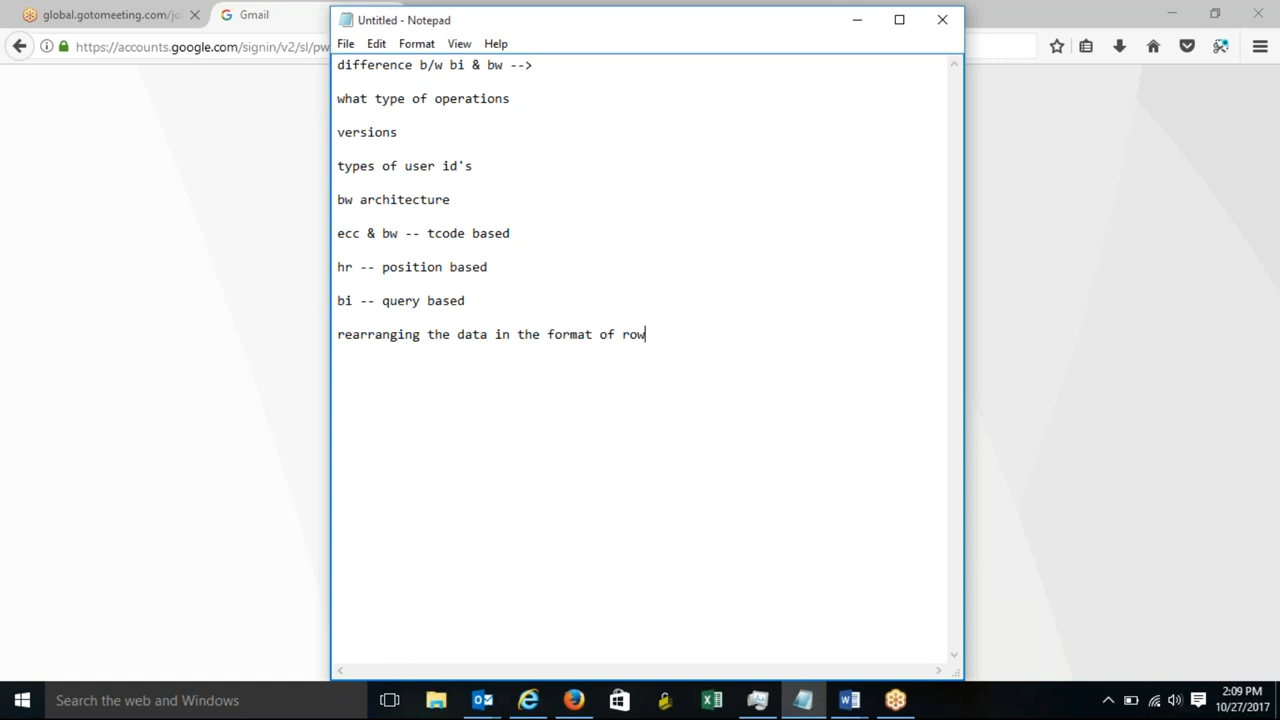 global.gotomeeting.com/jo
Gmail
https://accounts.google.com/signin/v2/sl/pw
Untitled - Notepad
File Edit Format View Help
difference b/w bi & bw -->
what type of operations
versions
types of user id's
bw architecture
ecc & bw -- tcode based
hr -- position based
bi -- query based
rearranging the data in the format of row
Search the web and Windows
2:09 PM
10/27/2017